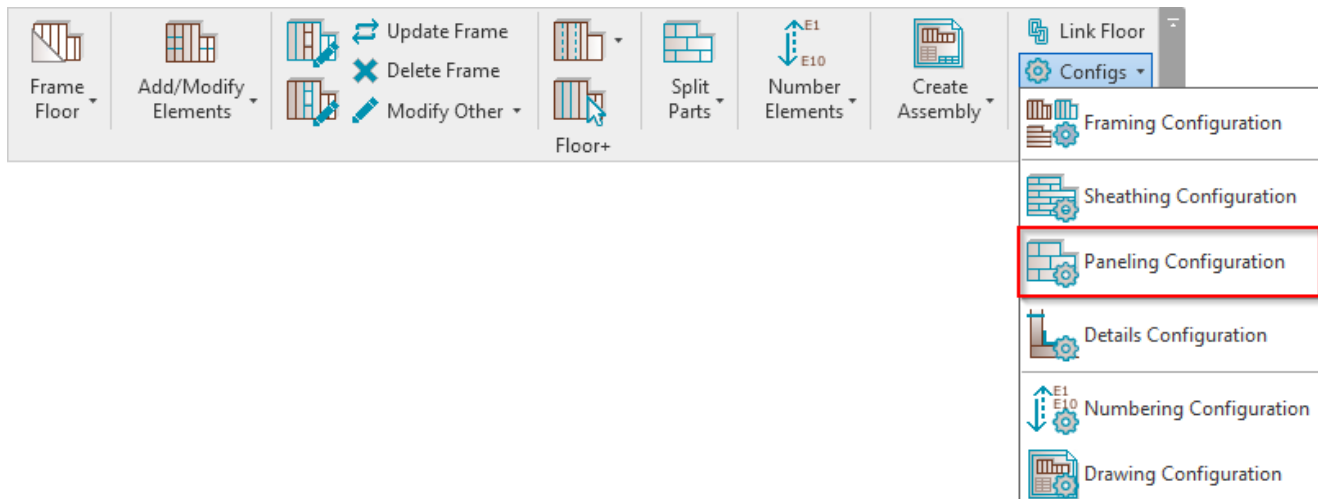 Frame
Floor
Add/Modify
Elements
Update Frame
Delete Frame
Modify Other
Split
Parts
E1
E10
Number
Elements
Create
Assembly
Link Floor
Configs
Floor+
Framing Configuration
Sheathing Configuration
Paneling Configuration
Details Configuration
E1
E10
Numbering Configuration
Drawing Configuration